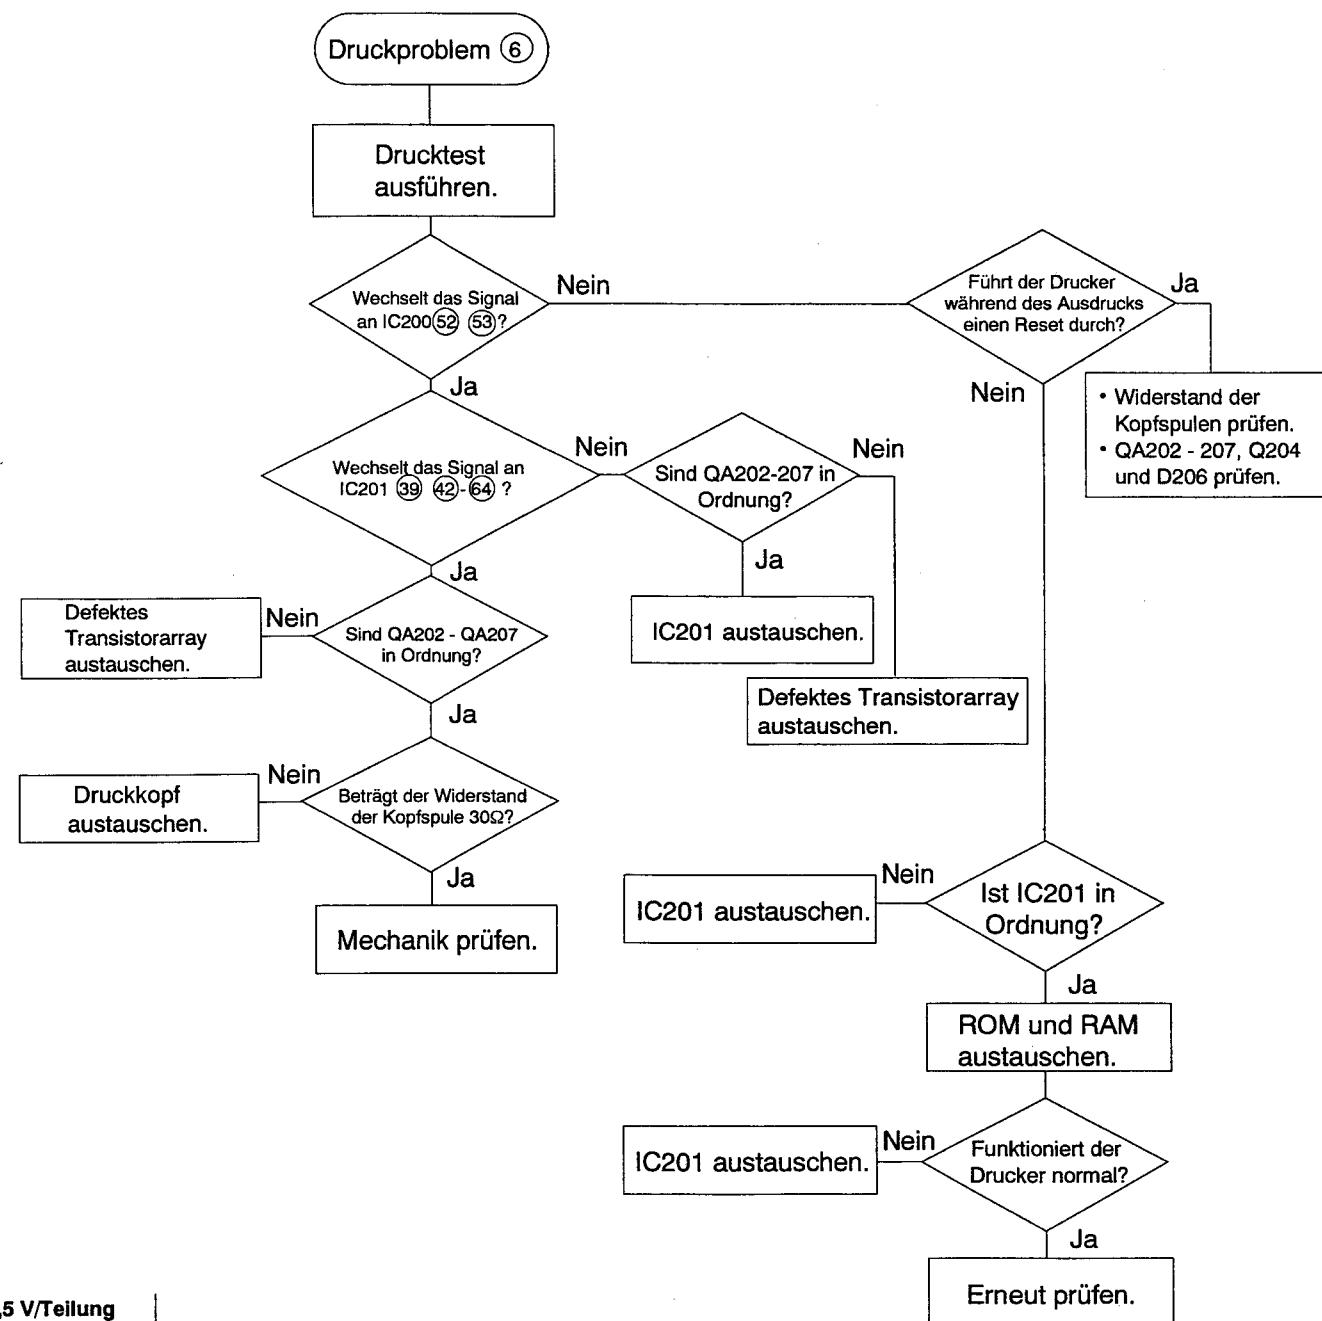 Druckproblem 6
Drucktest
ausführen.
Wechselt das Signal
an IC200 52 53?
Nein
Führt der Drucker
während des Ausdrucks
einen Reset durch?
Ja
Ja
Nein
• Widerstand der
Kopfspulen prüfen.
• QA202 - 207, Q204
und D206 prüfen.
Wechselt das Signal an
IC201 39 42-64 ?
Nein
Sind QA202-207 in
Ordnung?
Nein
Ja
Ja
IC201 austauschen.
Defektes
Transistorarray
austauschen.
Nein
Sind QA202 - QA207
in Ordnung?
Defektes Transistorarray
austauschen.
Ja
Druckkopf
austauschen.
Nein
Beträgt der Widerstand
der Kopfspule 30Ω?
Ja
Mechanik prüfen.
IC201 austauschen.
Nein
Ist IC201 in
Ordnung?
Ja
ROM und RAM
austauschen.
IC201 austauschen.
Nein
Funktioniert der
Drucker normal?
Ja
Erneut prüfen.
,5 V/Teilung